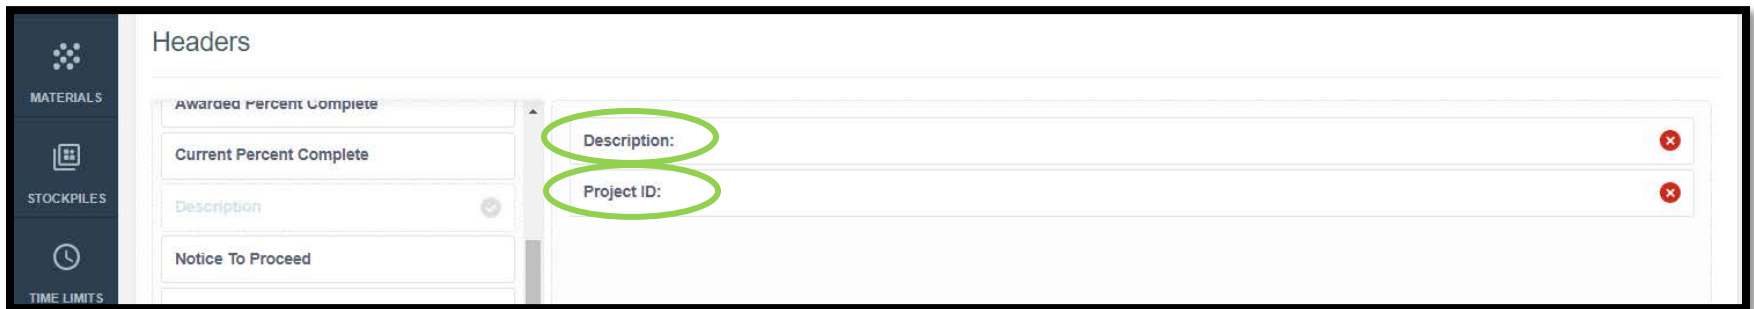 Headers
MATERIALS
STOCKPILES
TIME LIMITS
Awarded Percent Complete
Current Percent Complete
Description
Notice To Proceed
Description:
Project ID: